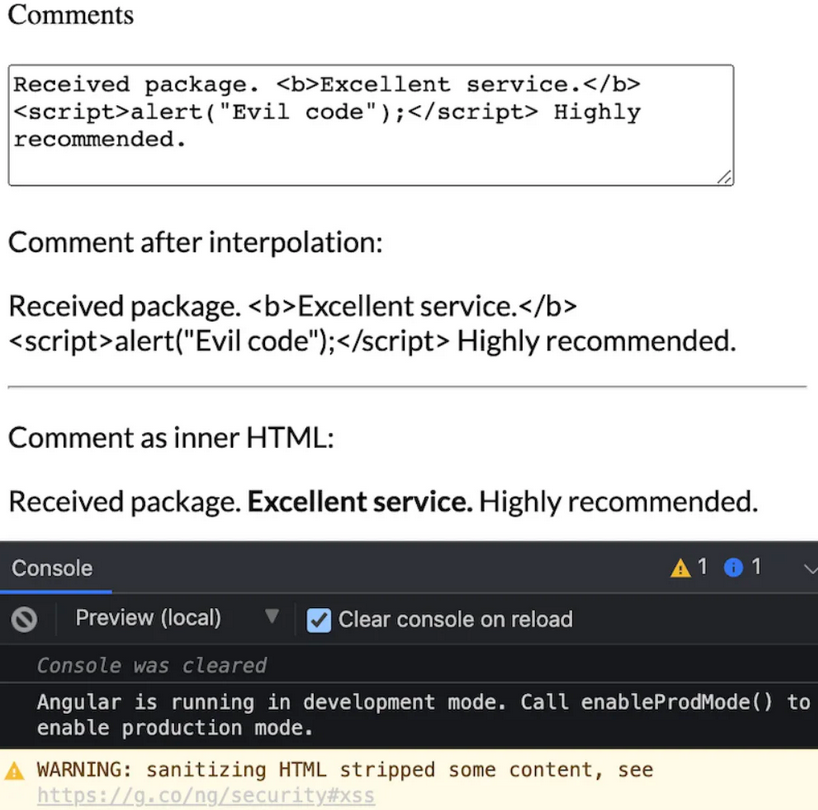 Comments
Received package. <b>Excellent service.</b>
<script>alert("Evil code");</script> Highly
recommended.
Comment after interpolation:
Received package. <b>Excellent service.</b>
<script>alert("Evil code");</script> Highly recommended.
Comment as inner HTML:
Received package. Excellent service. Highly recommended.
Console
1
1
Preview (local)
Clear console on reload
Console was cleared
Angular is running in development mode. Call enableProdMode() to
enable production mode.
WARNING: sanitizing HTML stripped some content, see
https://g.co/ng/security#xss